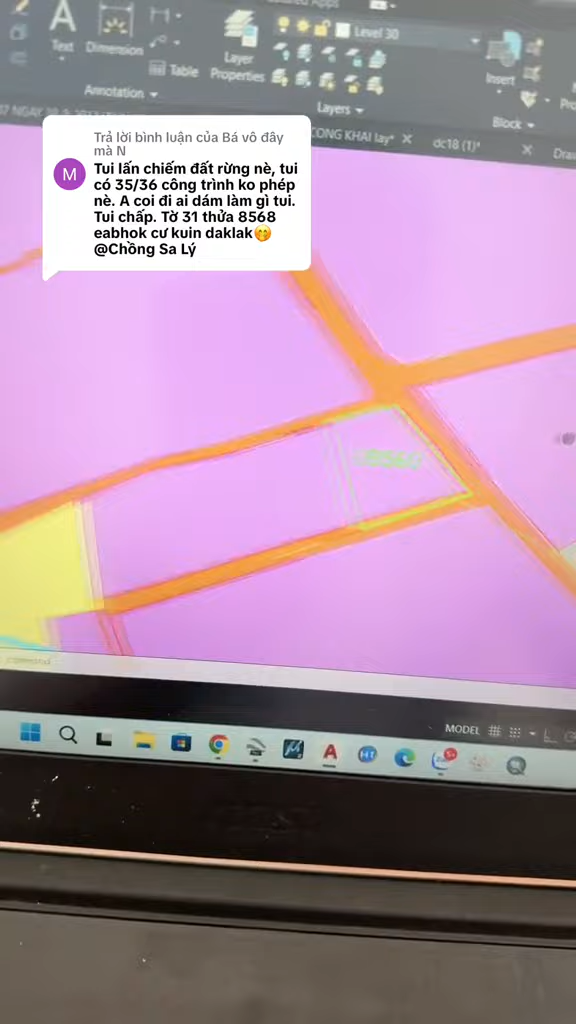 Level 30
Text
Dimension
Table
Layer
Properties
Insert
Annotation
Layers
Block
CONG KHAI lay*
dc18 (1)*
Trả lời bình luận của Bá vô đây
mà N
M
Tui lấn chiếm đất rừng nè, tui
có 35/36 công trình ko phép
nè. A coi đi ai dám làm gì tui.
Tui chấp. Tờ 31 thửa 8568
eabhok cư kuin daklak🤭
@Chồng Sa Lý
MODEL
HT
5+